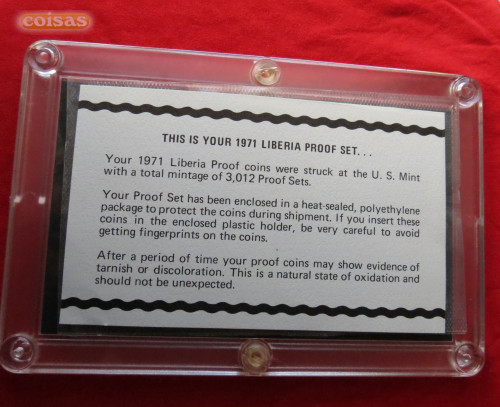 coisas
THIS IS YOUR 1971 LIBERIA PROOF SET. . .
Your 1971 Liberia Proof coins were struck at the U. S. Mint
with a total mintage of 3,012 Proof Sets.
Your Proof Set has been enclosed in a heat-sealed, polyethylene
package to protect the coins during shipment. If you insert these
coins in the enclosed plastic holder, be very careful to avoid
getting fingerprints on the coins.
After a period of time your proof coins may show evidence of
tarnish or discoloration. This is a natural state of oxidation and
should not be unexpected.